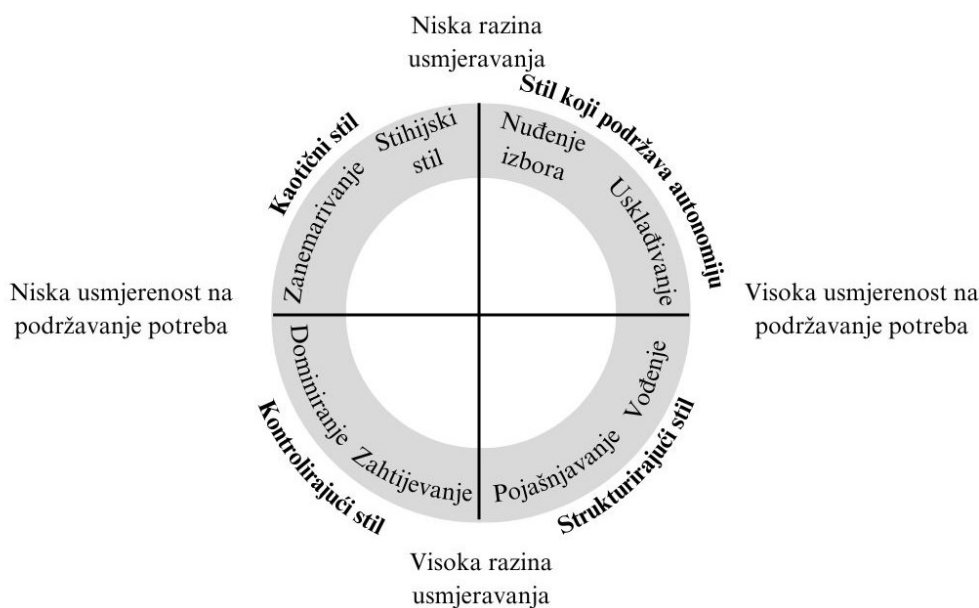 Niska razina
usmjeravanja
Stil koji podržava autonomiju
Kaotični stil
Stihijski
stil
Nuđenje
izbora
Zanemarivanje
Usklađivanje
Niska usmjerenost na
podržavanje potreba
Visoka usmjerenost na
podržavanje potreba
Dominiranje
Vođenje
Zahtijevanje
Pojašnjavanje
Kontrolirajući stil
Strukturirajući stil
Visoka razina
usmjeravanja